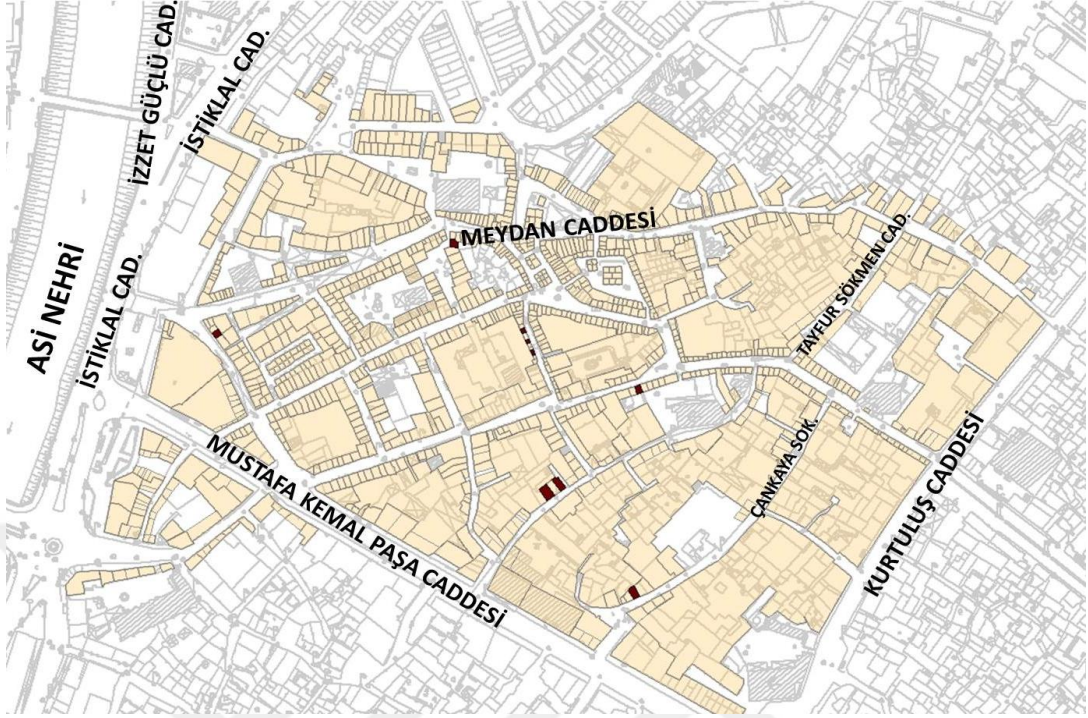 İZZET GÜÇLÜ CAD.
İSTİKLAL CAD.
MEYDAN CADDESİ
ASİ NEHRİ
İSTİKLAL CAD.
TAYFUR SÖKMEN CAD.
MUSTAFA KEMAL PAŞA CADDESİ
ÇANKAYA SOK.
KURTULUŞ CADDESİ